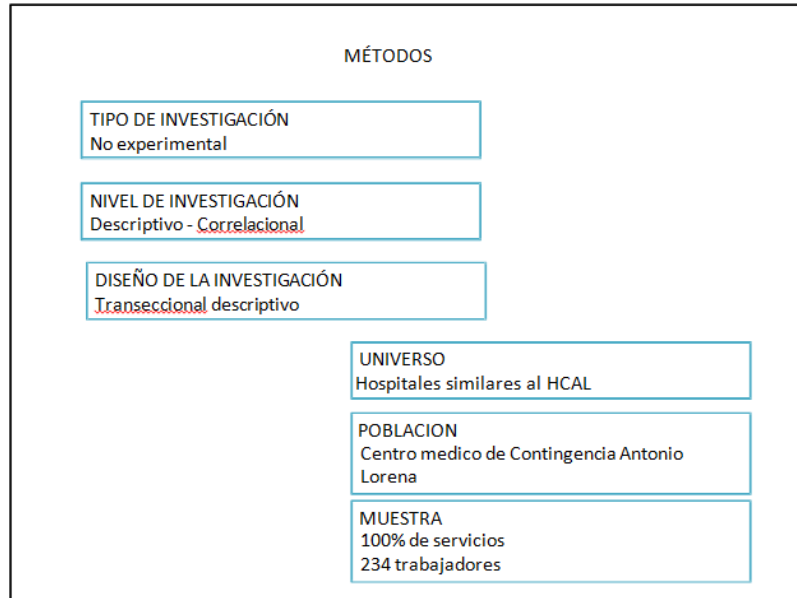 MÉTODOS
TIPO DE INVESTIGACIÓN
No experimental
NIVEL DE INVESTIGACIÓN
Descriptivo - Correlacional
DISEÑO DE LA INVESTIGACIÓN
Transeccional descriptivo
UNIVERSO
Hospitales similares al HCAL
POBLACION
Centro medico de Contingencia Antonio
Lorena
MUESTRA
100% de servicios
234 trabajadores